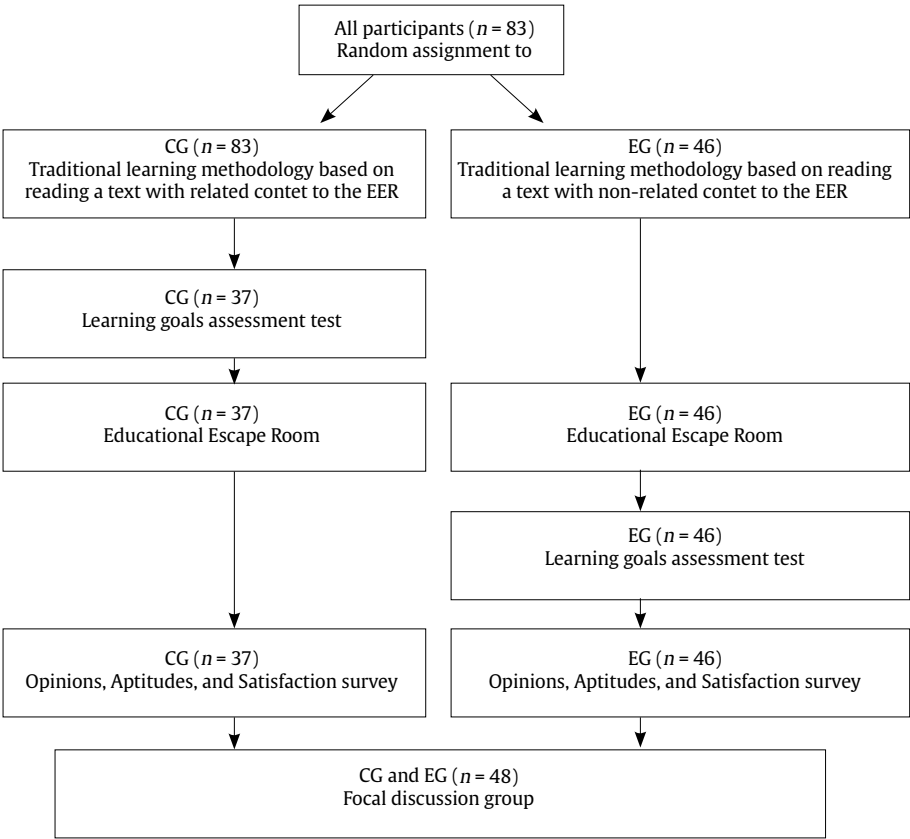 All participants (n = 83)
Random assignment to
CG (n = 83)
Traditional learning methodology based on
reading a text with related contet to the EER
EG (n = 46)
Traditional learning methodology based on reading
a text with non-related contet to the EER
CG (n = 37)
Learning goals assessment test
CG (n = 37)
Educational Escape Room
EG (n = 46)
Educational Escape Room
EG (n = 46)
Learning goals assessment test
CG (n = 37)
Opinions, Aptitudes, and Satisfaction survey
EG (n = 46)
Opinions, Aptitudes, and Satisfaction survey
CG and EG (n = 48)
Focal discussion group